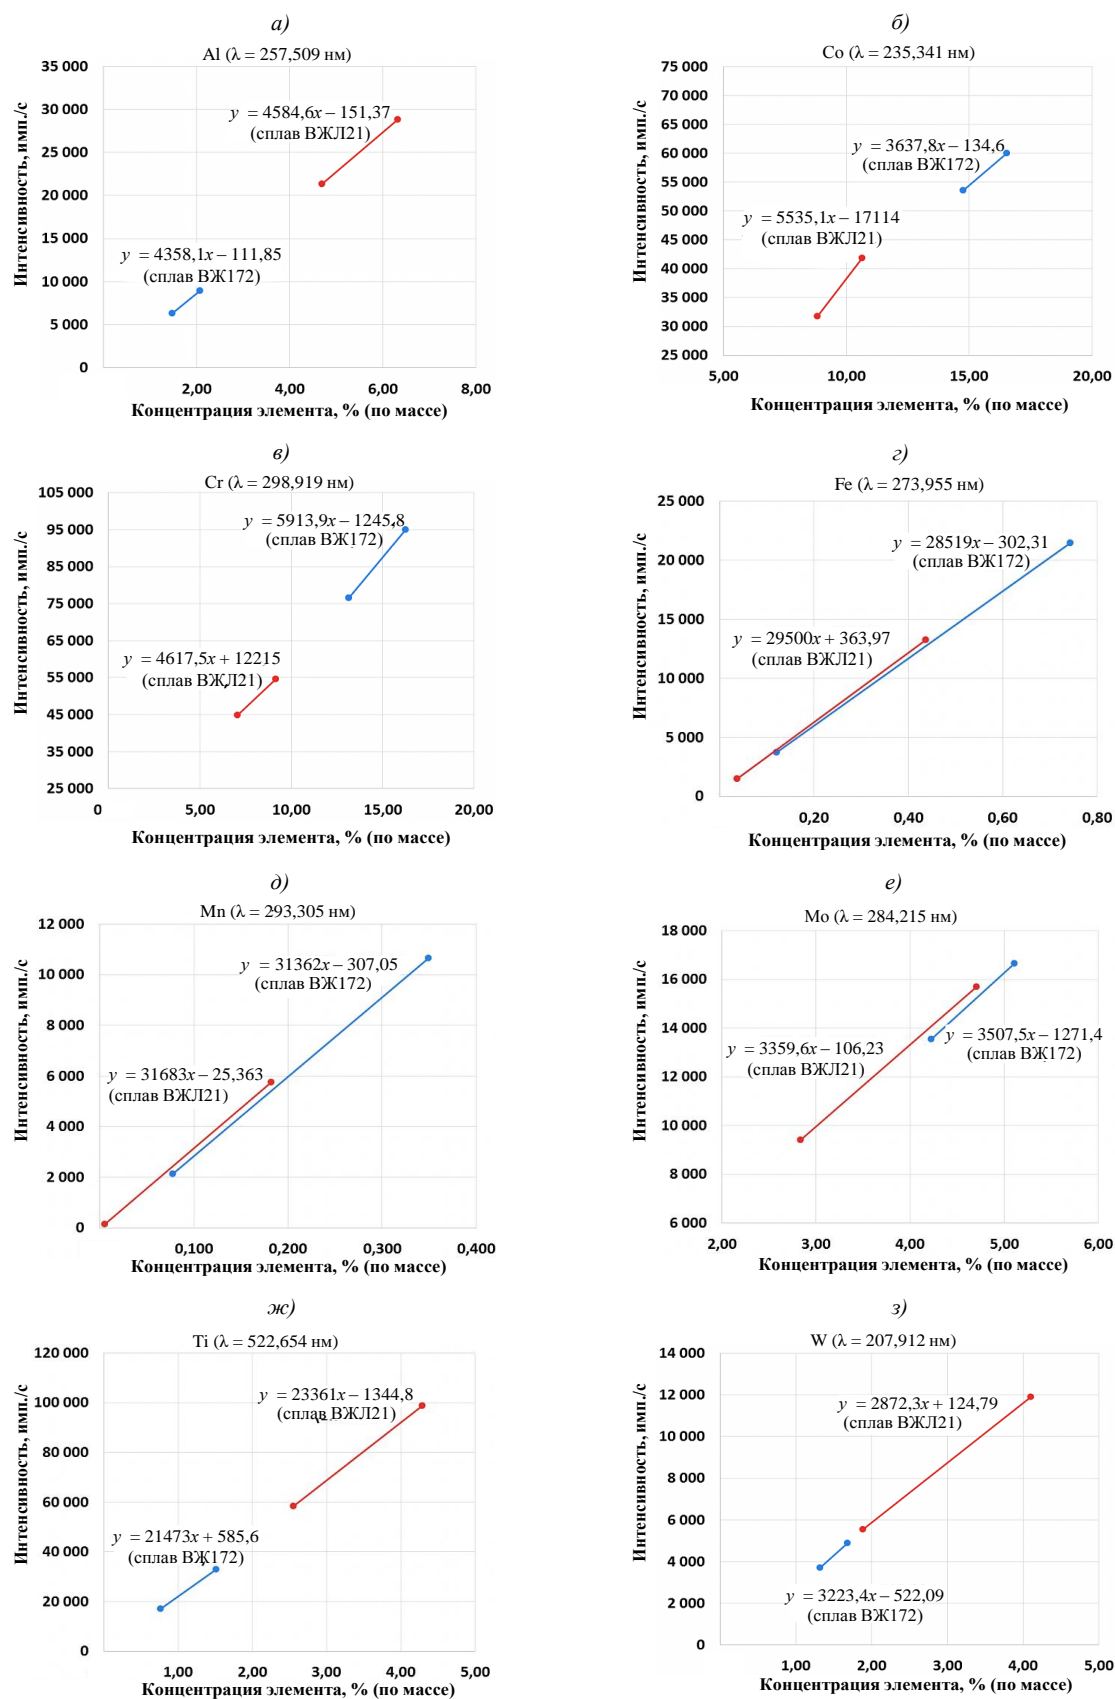 а)
Al (λ = 257,509 нм)
Интенсивность, имп./с
35 000
30 000
25 000
20 000
15 000
10 000
5 000
0
y = 4584,6x – 151,37
(сплав ВЖЛ21)
y = 4358,1x – 111,85
(сплав ВЖ172)
2,00 4,00 6,00 8,00
Концентрация элемента, % (по массе)
б)
Co (λ = 235,341 нм)
Интенсивность, имп./с
75 000
70 000
65 000
60 000
55 000
50 000
45 000
40 000
35 000
30 000
25 000
y = 3637,8x – 134,6
(сплав ВЖ172)
y = 5535,1x – 17114
(сплав ВЖЛ21)
5,00 10,00 15,00 20,00
Концентрация элемента, % (по массе)
в)
Cr (λ = 298,919 нм)
Интенсивность, имп./с
105 000
95 000
85 000
75 000
65 000
55 000
45 000
35 000
25 000
y = 5913,9x – 1245,8
(сплав ВЖ172)
y = 4617,5x + 12215
(сплав ВЖЛ21)
0 5,00 10,00 15,00 20,00
Концентрация элемента, % (по массе)
г)
Fe (λ = 273,955 нм)
Интенсивность, имп./с
25 000
20 000
15 000
10 000
5 000
0
y = 28519x – 302,31
(сплав ВЖ172)
y = 29500x + 363,97
(сплав ВЖЛ21)
0,20 0,40 0,60 0,80
Концентрация элемента, % (по массе)
д)
Mn (λ = 293,305 нм)
Интенсивность, имп./с
12 000
10 000
8 000
6 000
4 000
2 000
0
y = 31362x – 307,05
(сплав ВЖ172)
y = 31683x – 25,363
(сплав ВЖЛ21)
0,100 0,200 0,300 0,400
Концентрация элемента, % (по массе)
е)
Mo (λ = 284,215 нм)
Интенсивность, имп./с
18 000
16 000
14 000
12 000
10 000
8 000
6 000
y = 3359,6x – 106,23
(сплав ВЖЛ21)
y = 3507,5x – 1271,4
(сплав ВЖ172)
2,00 3,00 4,00 5,00 6,00
Концентрация элемента, % (по массе)
ж)
Ti (λ = 522,654 нм)
Интенсивность, имп./с
120 000
100 000
80 000
60 000
40 000
20 000
0
y = 23361x – 1344,8
(сплав ВЖЛ21)
y = 21473x + 585,6
(сплав ВЖ172)
1,00 2,00 3,00 4,00 5,00
Концентрация элемента, % (по массе)
з)
W (λ = 207,912 нм)
Интенсивность, имп./с
14 000
12 000
10 000
8 000
6 000
4 000
2 000
0
y = 2872,3x + 124,79
(сплав ВЖЛ21)
y = 3223,4x – 522,09
(сплав ВЖ172)
1,00 2,00 3,00 4,00 5,00
Концентрация элемента, % (по массе)